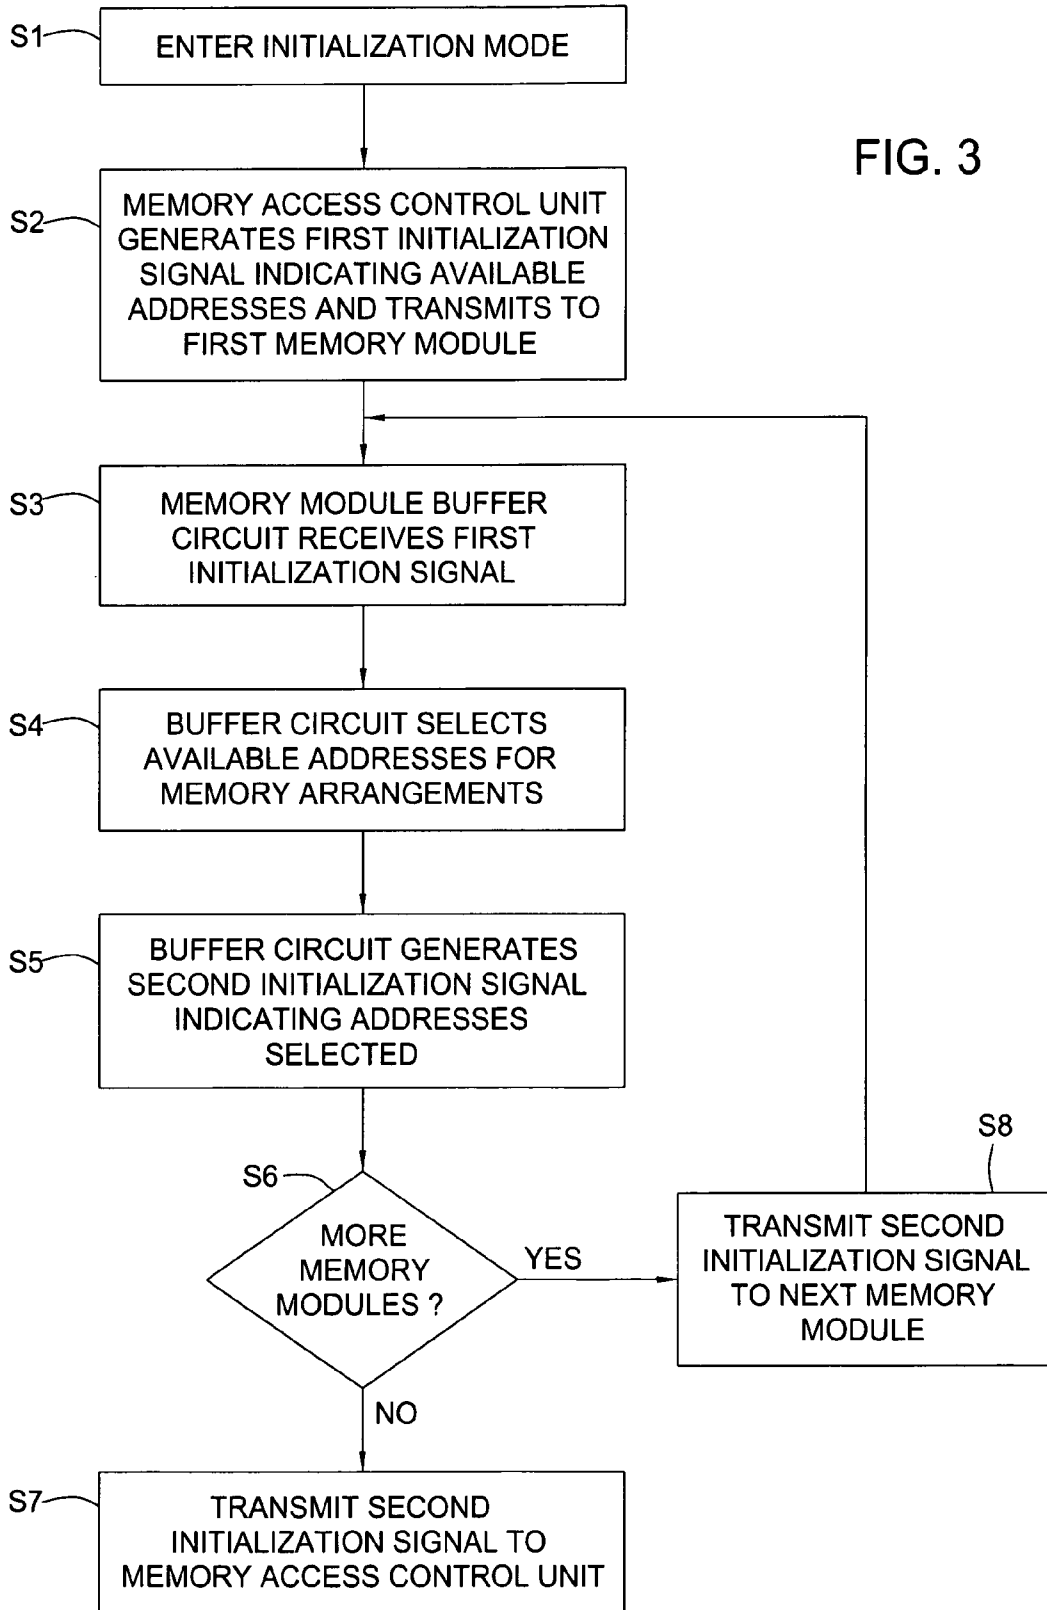 S1
ENTER INITIALIZATION MODE
FIG. 3
S2
MEMORY ACCESS CONTROL UNIT
GENERATES FIRST INITIALIZATION
SIGNAL INDICATING AVAILABLE
ADDRESSES AND TRANSMITS TO
FIRST MEMORY MODULE
S3
MEMORY MODULE BUFFER
CIRCUIT RECEIVES FIRST
INITIALIZATION SIGNAL
S4
BUFFER CIRCUIT SELECTS
AVAILABLE ADDRESSES FOR
MEMORY ARRANGEMENTS
S5
BUFFER CIRCUIT GENERATES
SECOND INITIALIZATION SIGNAL
INDICATING ADDRESSES
SELECTED
S6
MORE
MEMORY
MODULES ?
YES
S8
TRANSMIT SECOND
INITIALIZATION SIGNAL
TO NEXT MEMORY
MODULE
NO
S7
TRANSMIT SECOND
INITIALIZATION SIGNAL TO
MEMORY ACCESS CONTROL UNIT